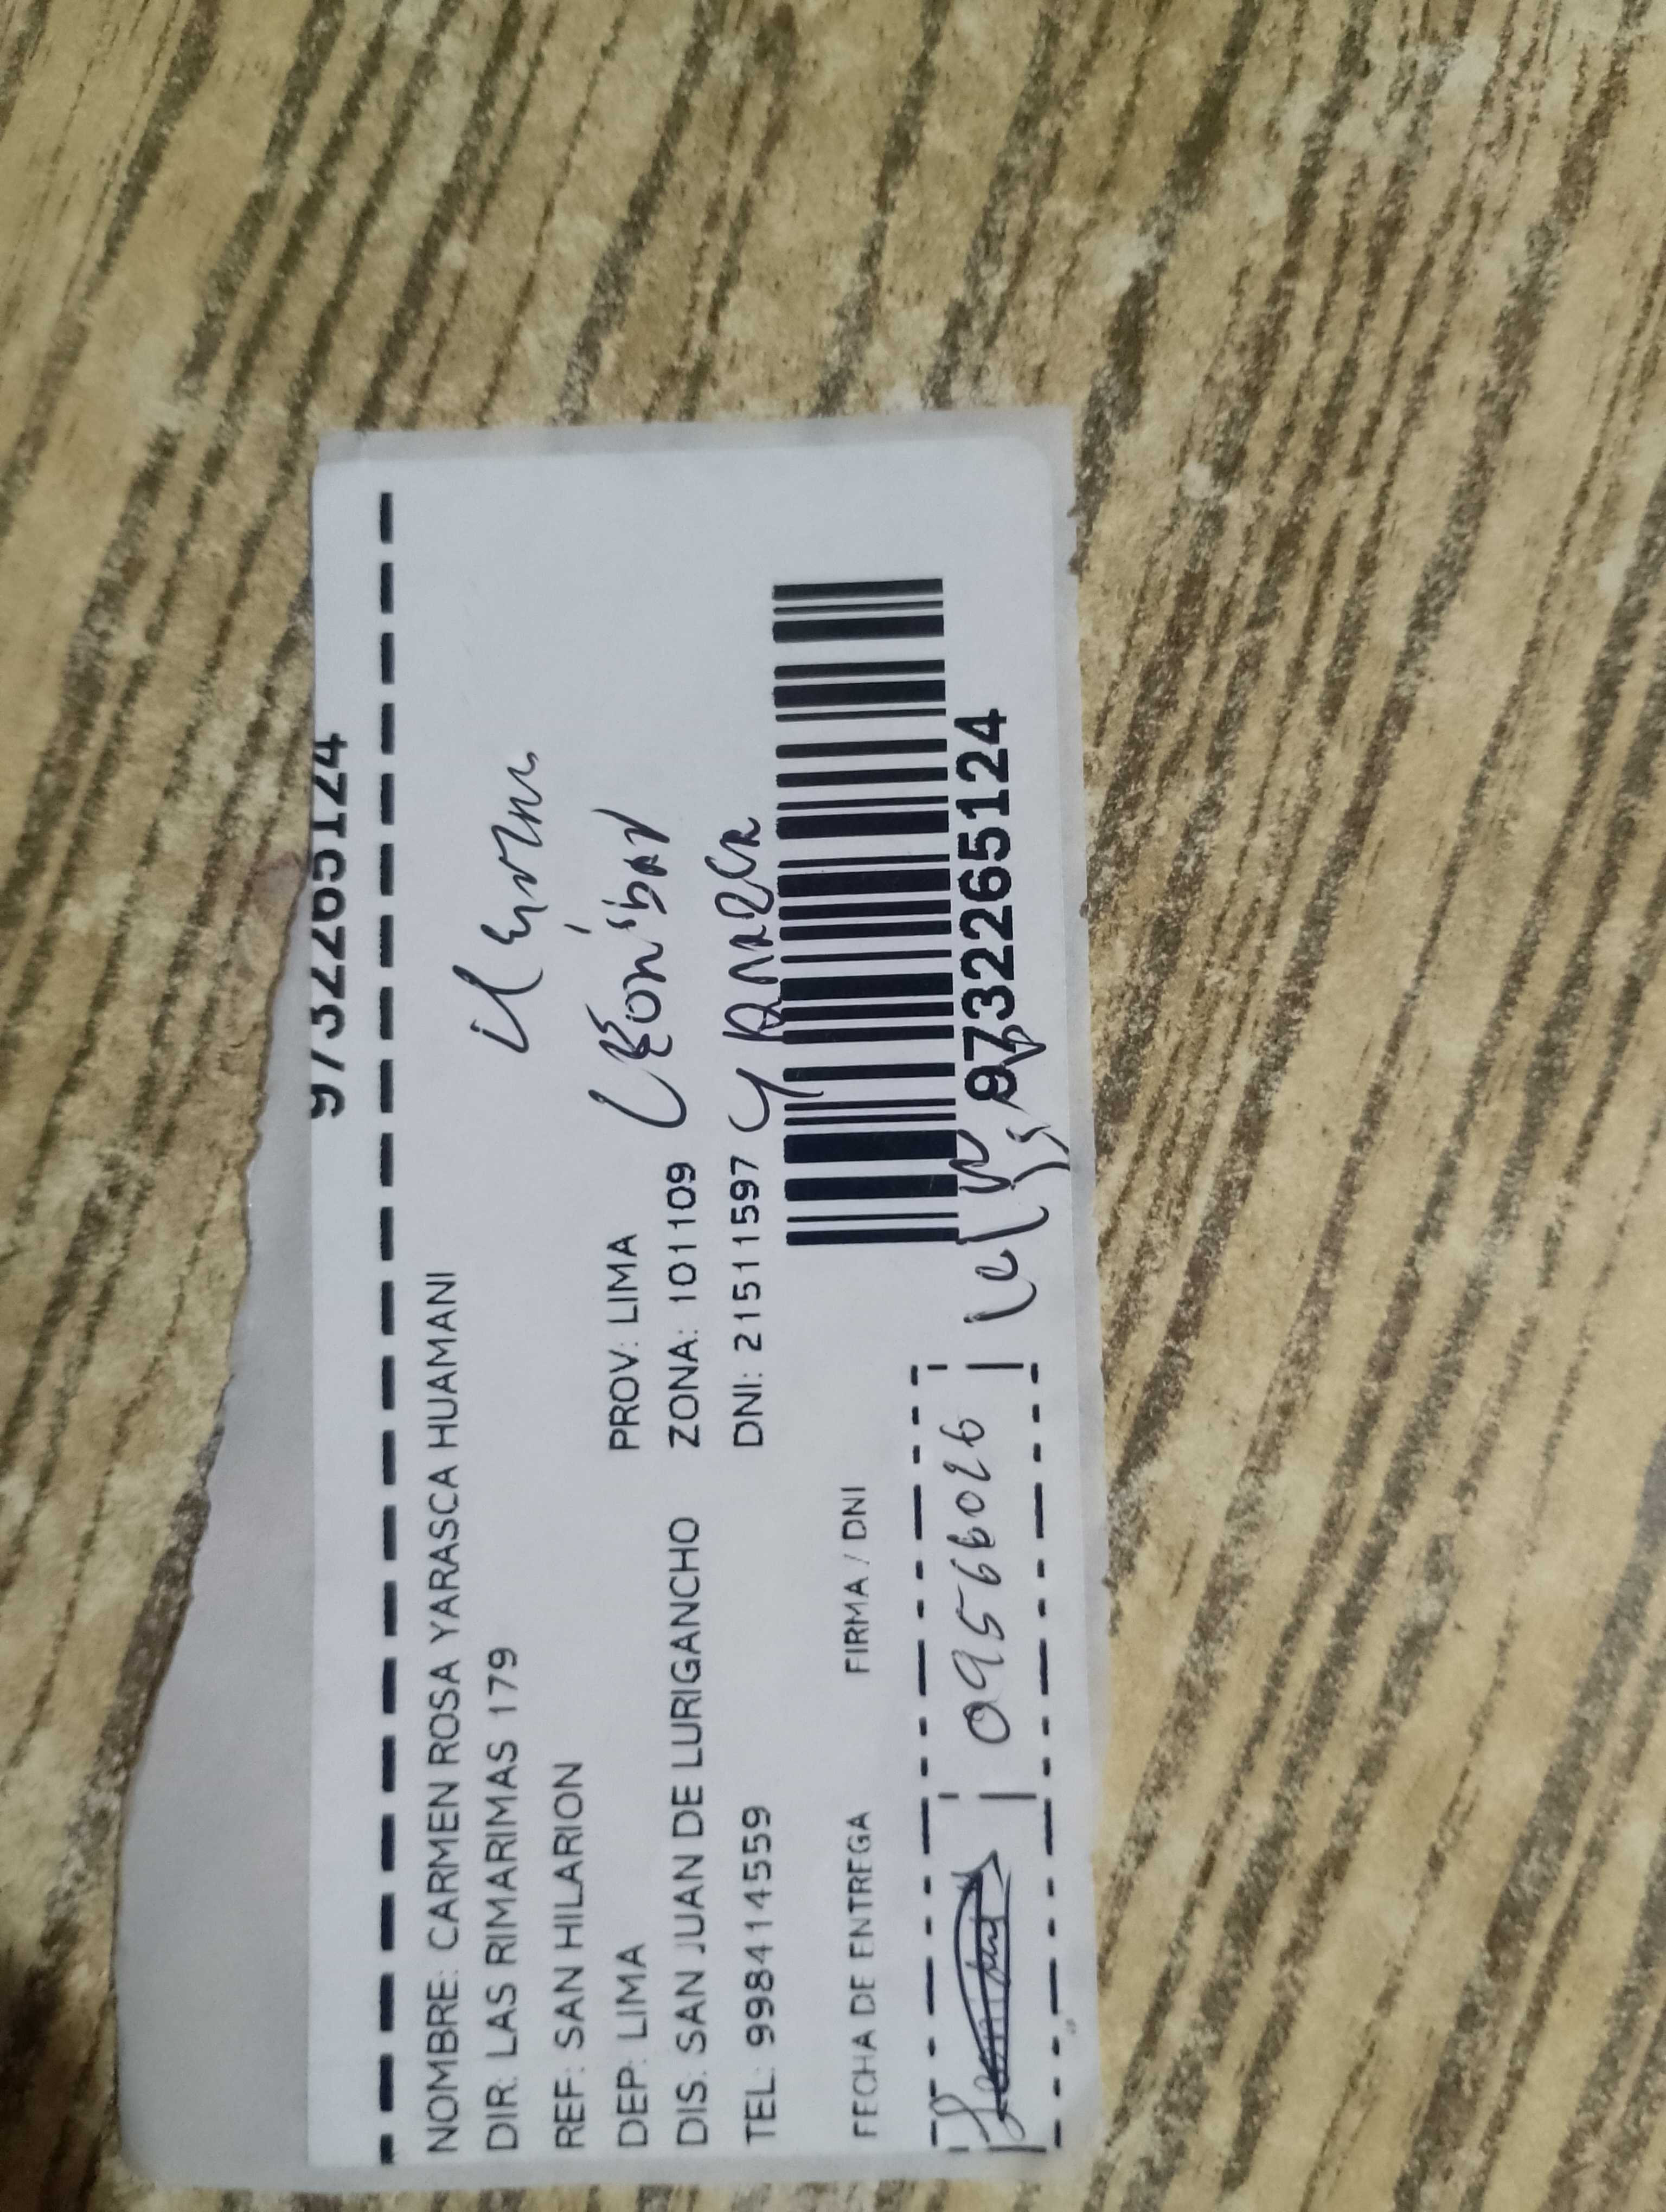 9732265124
NOMBRE: CARMEN ROSA YARASCA HUAMANI
DIR: LAS RIMARIMAS 179
REF: SAN HILARION
DEP: LIMA PROV: LIMA
DIS: SAN JUAN DE LURIGANCHO ZONA: 101109
TEL: 998414559 DNI: 21511597
FECHA DE ENTREGA FIRMA / DNI
09566026
9732265124